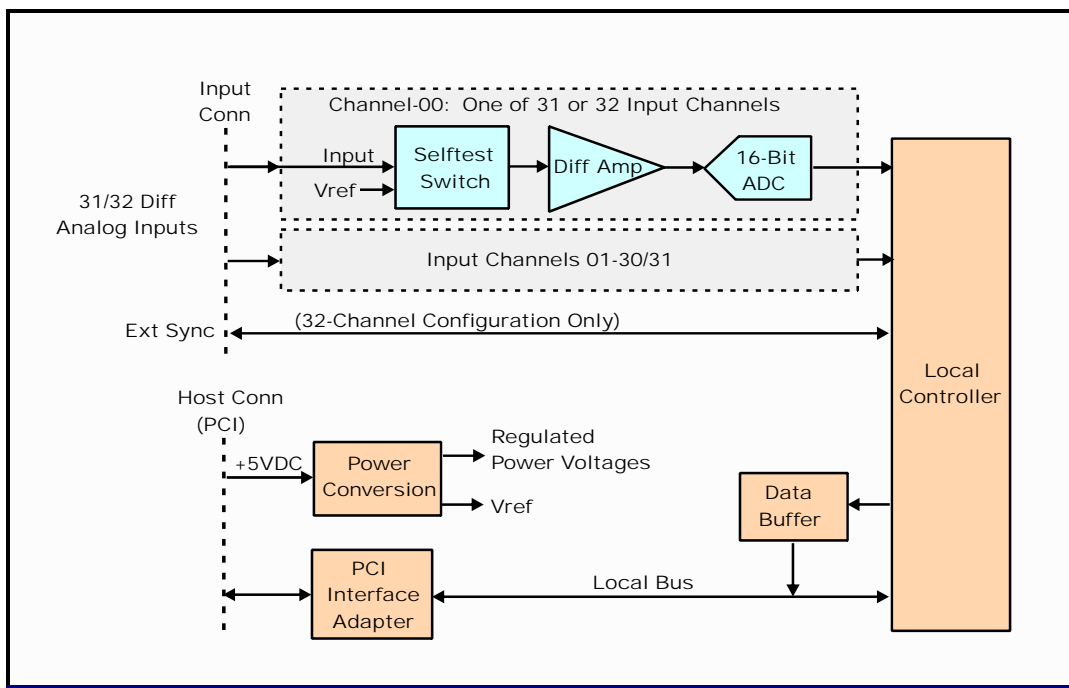 Input
Conn
Channel-00:  One of 31 or 32 Input Channels
Input
Vref
Selftest
Switch
Diff Amp
16-Bit
ADC
31/32 Diff
Analog Inputs
Input Channels 01-30/31
Ext Sync
(32-Channel Configuration Only)
Local
Controller
Host Conn
(PCI)
+5VDC
Power
Conversion
Regulated
Power Voltages
Vref
Data
Buffer
PCI
Interface
Adapter
Local Bus